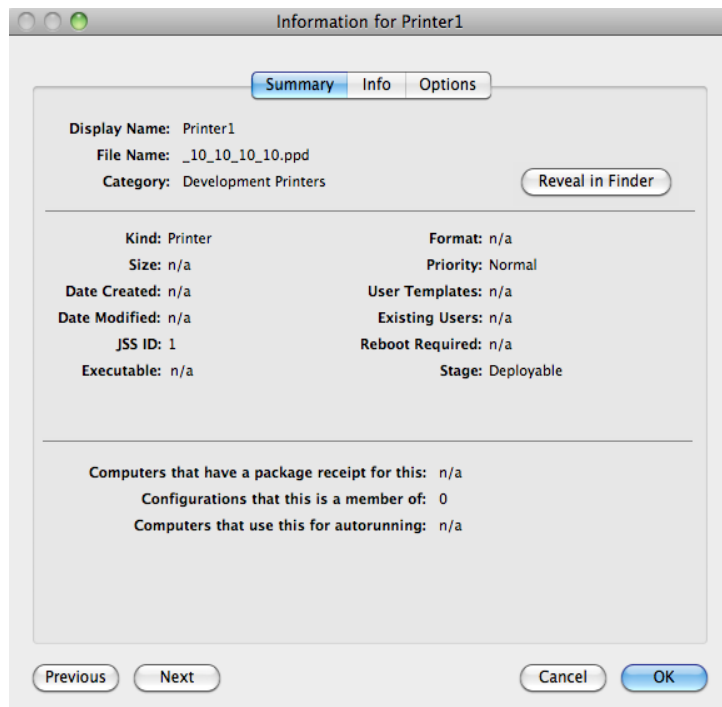 Information for Printer1
Summary Info Options
Display Name: Printer1
File Name: _10_10_10_10.ppd
Category: Development Printers
Reveal in Finder
Kind: Printer Format: n/a
Size: n/a Priority: Normal
Date Created: n/a User Templates: n/a
Date Modified: n/a Existing Users: n/a
JSS ID: 1 Reboot Required: n/a
Executable: n/a Stage: Deployable
Computers that have a package receipt for this: n/a
Configurations that this is a member of: 0
Computers that use this for autorunning: n/a
Previous Next Cancel OK